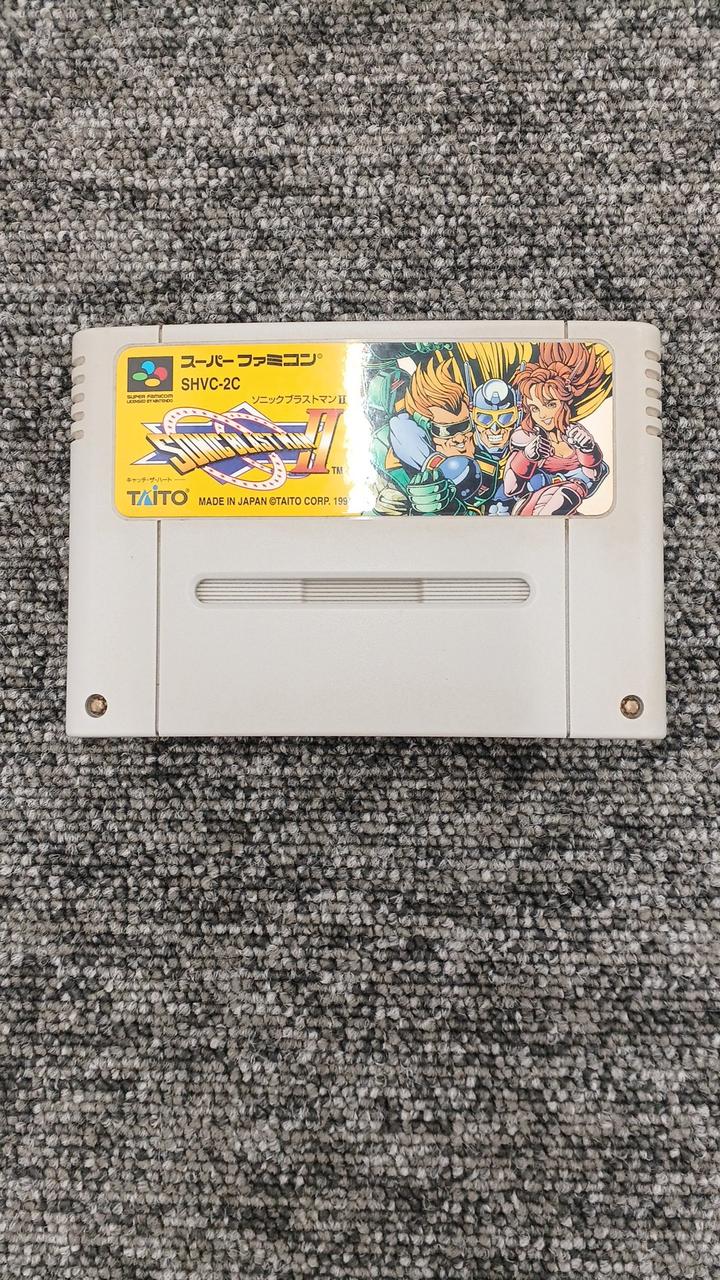 スーパーファミコン®
SUPER FAMICOM
LICENSED BY NINTENDO
SHVC-2C
ソニックブラストマンII
SONIC BLAST MAN II TM
キャッチ・ザ・ハート
TAITO
MADE IN JAPAN ©TAITO CORP. 199